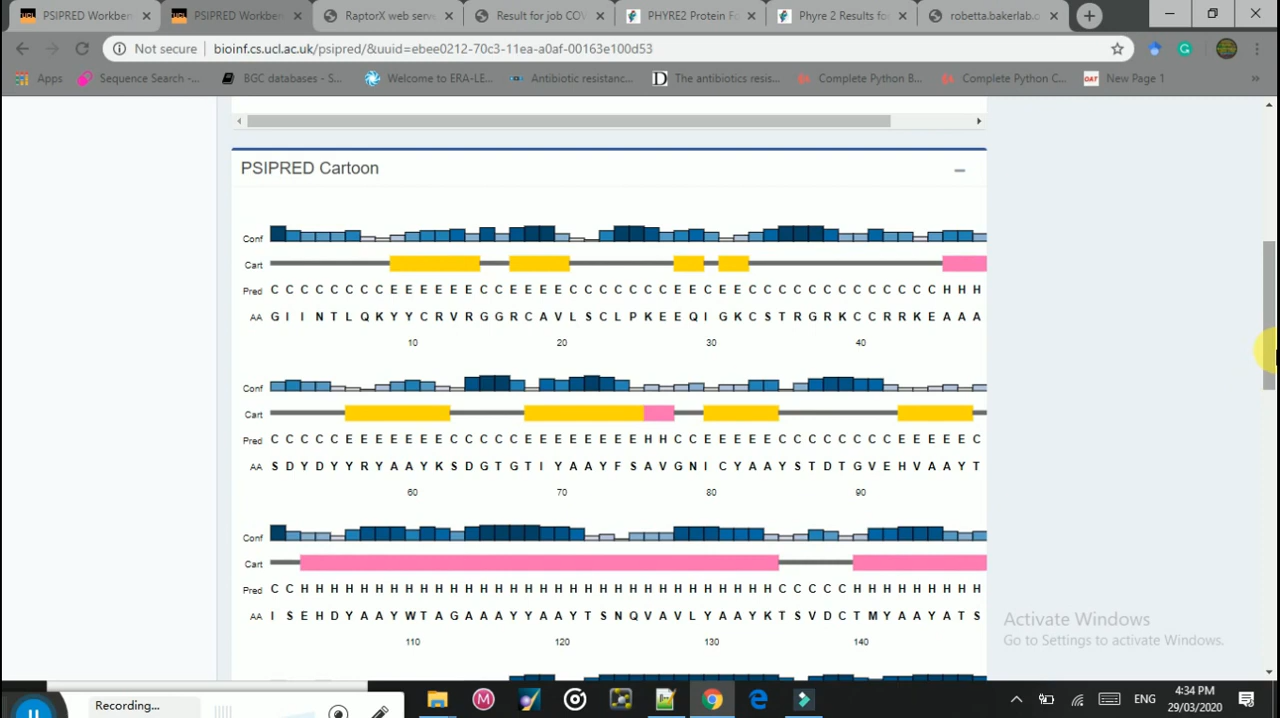 PSIPRED Workben
PSIPRED Workben
RaptorX web serv
Result for job COV
PHYRE2 Protein Fo
Phyre 2 Results fo
robetta.bakerlab.o
Not secure bioinf.cs.ucl.ac.uk/psipred/&uuid=ebee0212-70c3-11ea-a0af-00163e100d53
Apps Sequence Search -... BGC databases - S... Welcome to ERA-LE... Antibiotic resistanc... The antibiotics resis... Complete Python B... Complete Python C... New Page 1 »
PSIPRED Cartoon
Conf
Cart
Pred C C C C C C C C E E E E E E C C E E E E C C C C C C C E E C E E C C C C C C C C C C C C C H H H
AA G I I N T L Q K Y Y C R V R G G R C A V L S C L P K E E Q I G K C S T R G R K C C R R K E A A A
10 20 30 40
Conf
Cart
Pred C C C C C E E E E E E E C C C C C E E E E E E E E H H C C E E E E E C C C C C C C C E E E E E C
AA S D Y D Y Y R Y A A Y K S D G T G T I Y A A Y F S A V G N I C Y A A Y S T D T G V E H V A A Y T
60 70 80 90
Conf
Cart
Pred C C H H H H H H H H H H H H H H H H H H H H H H H H H H H H H H H H C C C C C H H H H H H H H H
AA I S E H D Y A A Y W T A G A A A Y Y A A Y T S N Q V A V L Y A A Y K T S V D C T M Y A A Y A T S
110 120 130 140
Activate Windows
Go to Settings to activate Windows.
Recording...
ENG
4:34 PM
29/03/2020